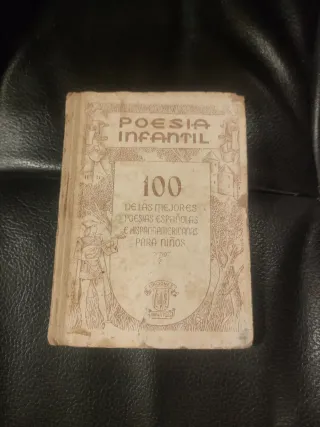 POESIA
INFANTIL
100
DE LAS MEJORES
POESIAS ESPAÑOLAS
E HISPANOAMERICANAS
PARA NIÑOS